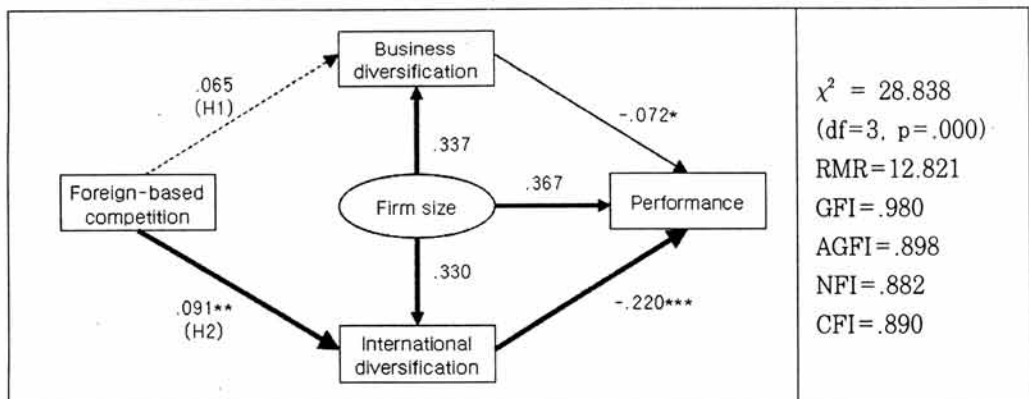 Business
diversification
.065
(H1)
-.072*
.337
Foreign-based
competition
Firm size
.367
Performance
.330
.091**
(H2)
-.220***
International
diversification
χ² = 28.838
(df=3, p=.000)
RMR=12.821
GFI=.980
AGFI=.898
NFI=.882
CFI=.890